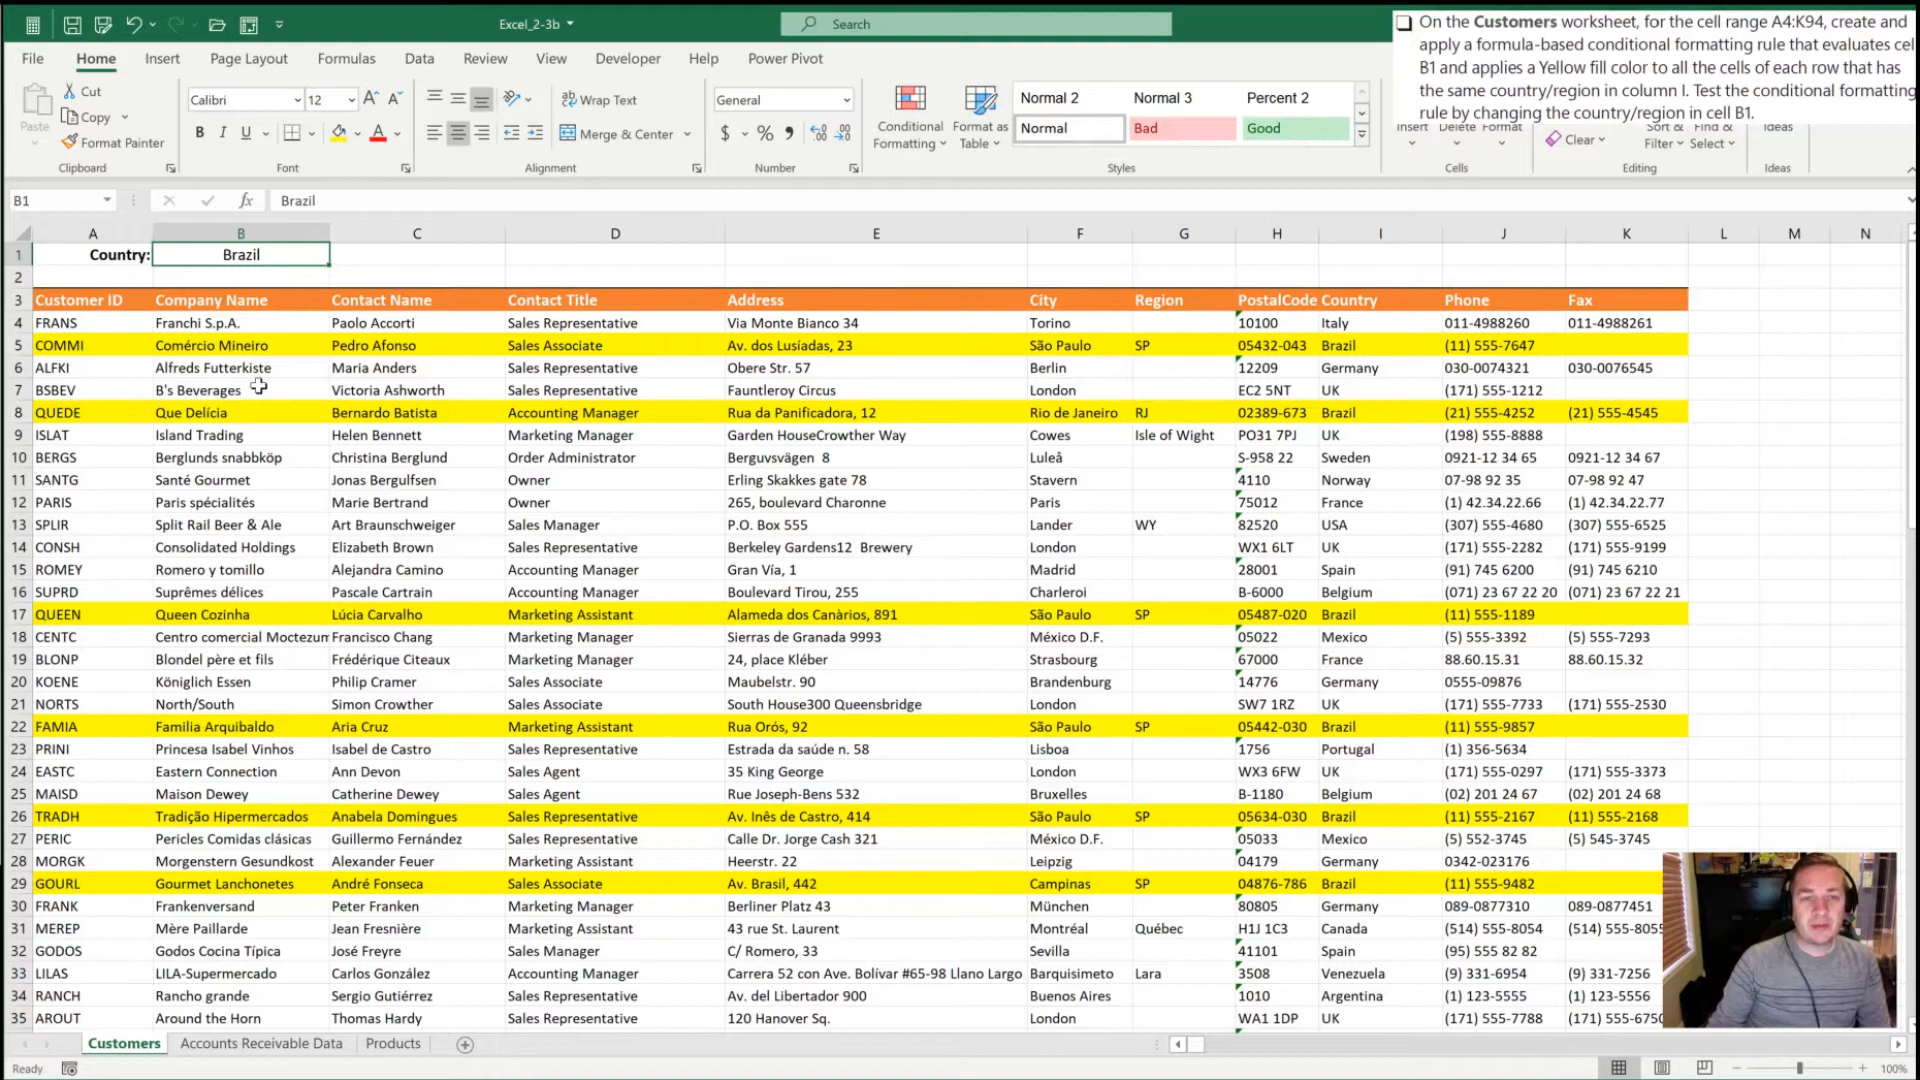 Excel_2-3b
Search
On the Customers worksheet, for the cell range A4:K94, create and
apply a formula-based conditional formatting rule that evaluates cel
B1 and applies a Yellow fill color to all the cells of each row that has
the same country/region in column I. Test the conditional formatting
rule by changing the country/region in cell B1.
File Home Insert Page Layout Formulas Data Review View Developer Help Power Pivot
Paste
Cut
Copy
Format Painter
Clipboard
Calibri 12
B I U
Font
Wrap Text
Merge & Center
Alignment
General
$ % ,
Number
Conditional Formatting
Format as Table
Normal 2 Normal 3 Percent 2
Normal Bad Good
Styles
Insert Delete Format
Cells
Clear
Sort & Filter
Find & Select
Editing
Ideas
Ideas
B1 fx Brazil
A B C D E F G H I J K L M N
1 Country: Brazil
2
3 Customer ID Company Name Contact Name Contact Title Address City Region PostalCode Country Phone Fax
4 FRANS Franchi S.p.A. Paolo Accorti Sales Representative Via Monte Bianco 34 Torino 10100 Italy 011-4988260 011-4988261
5 COMMI Comércio Mineiro Pedro Afonso Sales Associate Av. dos Lusíadas, 23 São Paulo SP 05432-043 Brazil (11) 555-7647
6 ALFKI Alfreds Futterkiste Maria Anders Sales Representative Obere Str. 57 Berlin 12209 Germany 030-0074321 030-0076545
7 BSBEV B's Beverages Victoria Ashworth Sales Representative Fauntleroy Circus London EC2 5NT UK (171) 555-1212
8 QUEDE Que Delícia Bernardo Batista Accounting Manager Rua da Panificadora, 12 Rio de Janeiro RJ 02389-673 Brazil (21) 555-4252 (21) 555-4545
9 ISLAT Island Trading Helen Bennett Marketing Manager Garden HouseCrowther Way Cowes Isle of Wight PO31 7PJ UK (198) 555-8888
10 BERGS Berglunds snabbköp Christina Berglund Order Administrator Berguvsvägen 8 Luleå S-958 22 Sweden 0921-12 34 65 0921-12 34 67
11 SANTG Santé Gourmet Jonas Bergulfsen Owner Erling Skakkes gate 78 Stavern 4110 Norway 07-98 92 35 07-98 92 47
12 PARIS Paris spécialités Marie Bertrand Owner 265, boulevard Charonne Paris 75012 France (1) 42.34.22.66 (1) 42.34.22.77
13 SPLIR Split Rail Beer & Ale Art Braunschweiger Sales Manager P.O. Box 555 Lander WY 82520 USA (307) 555-4680 (307) 555-6525
14 CONSH Consolidated Holdings Elizabeth Brown Sales Representative Berkeley Gardens12 Brewery London WX1 6LT UK (171) 555-2282 (171) 555-9199
15 ROMEY Romero y tomillo Alejandra Camino Accounting Manager Gran Vía, 1 Madrid 28001 Spain (91) 745 6200 (91) 745 6210
16 SUPRD Suprêmes délices Pascale Cartrain Accounting Manager Boulevard Tirou, 255 Charleroi B-6000 Belgium (071) 23 67 22 20 (071) 23 67 22 21
17 QUEEN Queen Cozinha Lúcia Carvalho Marketing Assistant Alameda dos Canàrios, 891 São Paulo SP 05487-020 Brazil (11) 555-1189
18 CENTC Centro comercial Moctezum Francisco Chang Marketing Manager Sierras de Granada 9993 México D.F. 05022 Mexico (5) 555-3392 (5) 555-7293
19 BLONP Blondel père et fils Frédérique Citeaux Marketing Manager 24, place Kléber Strasbourg 67000 France 88.60.15.31 88.60.15.32
20 KOENE Königlich Essen Philip Cramer Sales Associate Maubelstr. 90 Brandenburg 14776 Germany 0555-09876
21 NORTS North/South Simon Crowther Sales Associate South House300 Queensbridge London SW7 1RZ UK (171) 555-7733 (171) 555-2530
22 FAMIA Familia Arquibaldo Aria Cruz Marketing Assistant Rua Orós, 92 São Paulo SP 05442-030 Brazil (11) 555-9857
23 PRINI Princesa Isabel Vinhos Isabel de Castro Sales Representative Estrada da saúde n. 58 Lisboa 1756 Portugal (1) 356-5634
24 EASTC Eastern Connection Ann Devon Sales Agent 35 King George London WX3 6FW UK (171) 555-0297 (171) 555-3373
25 MAISD Maison Dewey Catherine Dewey Sales Agent Rue Joseph-Bens 532 Bruxelles B-1180 Belgium (02) 201 24 67 (02) 201 24 68
26 TRADH Tradição Hipermercados Anabela Domingues Sales Representative Av. Inês de Castro, 414 São Paulo SP 05634-030 Brazil (11) 555-2167 (11) 555-2168
27 PERIC Pericles Comidas clásicas Guillermo Fernández Sales Representative Calle Dr. Jorge Cash 321 México D.F. 05033 Mexico (5) 552-3745 (5) 545-3745
28 MORGK Morgenstern Gesundkost Alexander Feuer Marketing Assistant Heerstr. 22 Leipzig 04179 Germany 0342-023176
29 GOURL Gourmet Lanchonetes André Fonseca Sales Associate Av. Brasil, 442 Campinas SP 04876-786 Brazil (11) 555-9482
30 FRANK Frankenversand Peter Franken Marketing Manager Berliner Platz 43 München 80805 Germany 089-0877310 089-0877451
31 MEREP Mère Paillarde Jean Fresnière Marketing Assistant 43 rue St. Laurent Montréal Québec H1J 1C3 Canada (514) 555-8054 (514) 555-8055
32 GODOS Godos Cocina Típica José Freyre Sales Manager C/ Romero, 33 Sevilla 41101 Spain (95) 555 82 82
33 LILAS LILA-Supermercado Carlos González Accounting Manager Carrera 52 con Ave. Bolívar #65-98 Llano Largo Barquisimeto Lara 3508 Venezuela (9) 331-6954 (9) 331-7256
34 RANCH Rancho grande Sergio Gutiérrez Sales Representative Av. del Libertador 900 Buenos Aires 1010 Argentina (1) 123-5555 (1) 123-5556
35 AROUT Around the Horn Thomas Hardy Sales Representative 120 Hanover Sq. London WA1 1DP UK (171) 555-7788 (171) 555-6750
Customers Accounts Receivable Data Products
Ready
100%